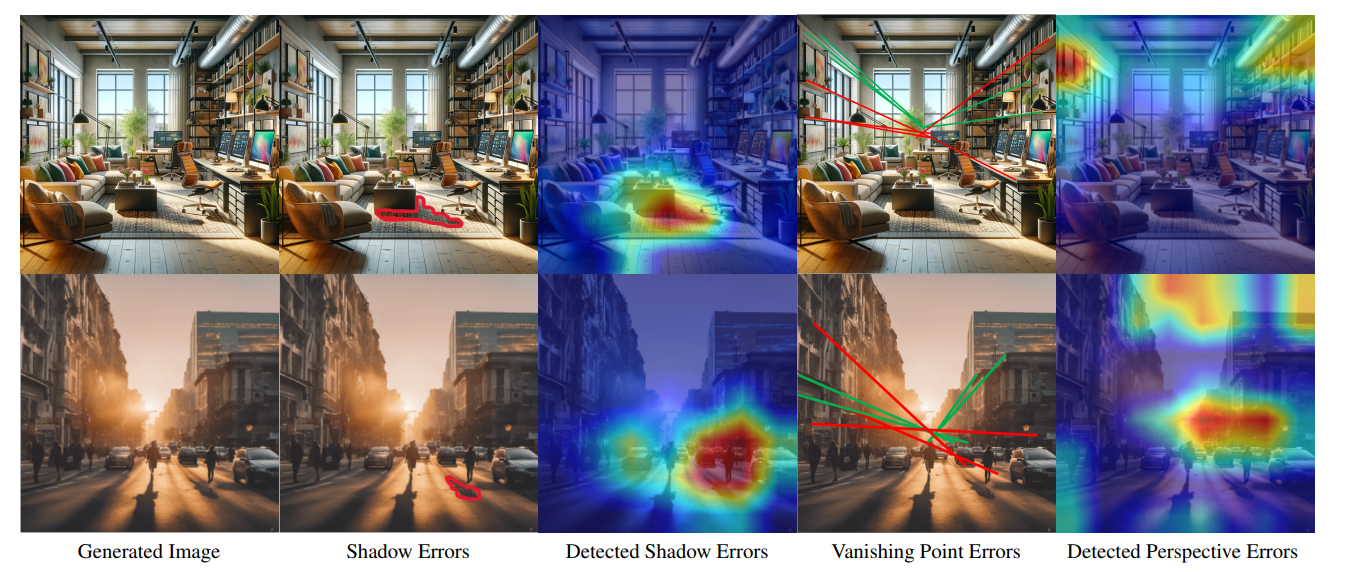 Generated Image
Shadow Errors
Detected Shadow Errors
Vanishing Point Errors
Detected Perspective Errors